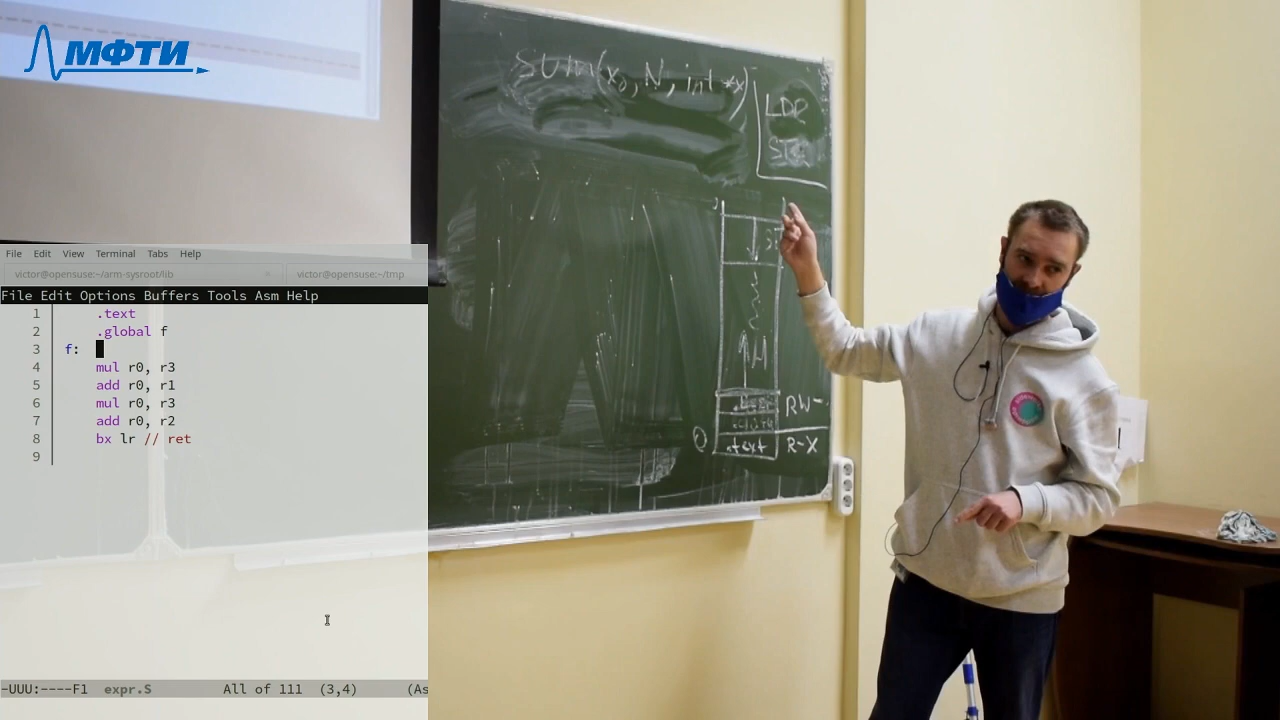 МФТИ
SUM(x₀, N, int *x)
LDR
STR
RW-
.text R-X
File Edit View Terminal Tabs Help
victor@opensuse:~/arm-sysroot/lib
victor@opensuse:~/tmp
File Edit Options Buffers Tools Asm Help
1 .text
2 .global f
3 f:
4 mul r0, r3
5 add r0, r1
6 mul r0, r3
7 add r0, r2
8 bx lr // ret
9
-UUU:----F1 expr.S All of 111 (3,4) (As